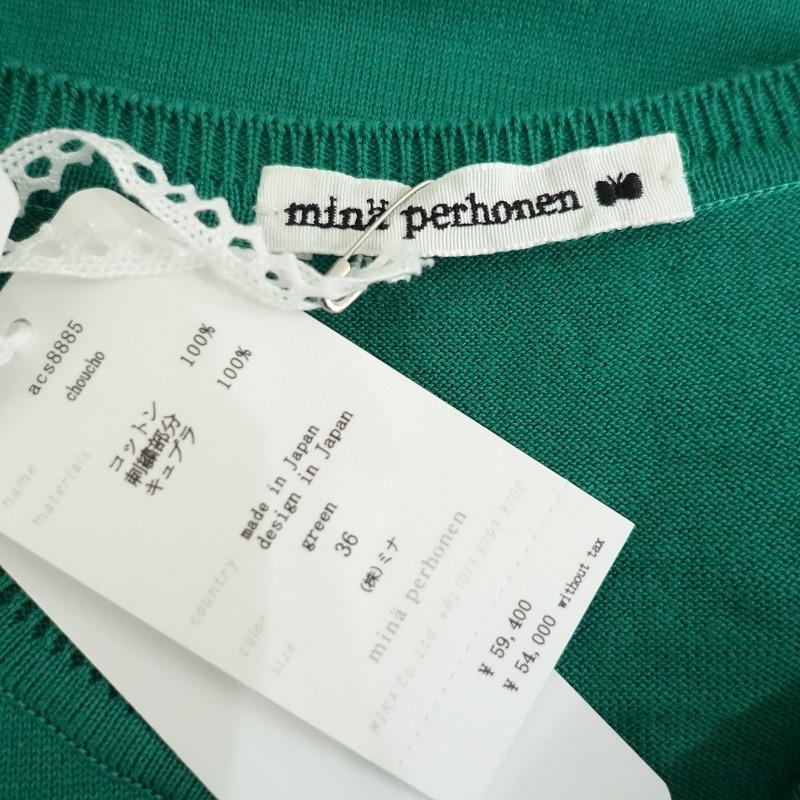 minä perhonen
acs8885
name choucho
materials
コットン 100%
刺繍部分
キュプラ 100%
country made in Japan
design in Japan
color green
size 36
(株)ミナ
minä perhonen
MINA Co.,Ltd. +81(0)3 5793 3700
¥ 59,400
¥ 54,000 without tax